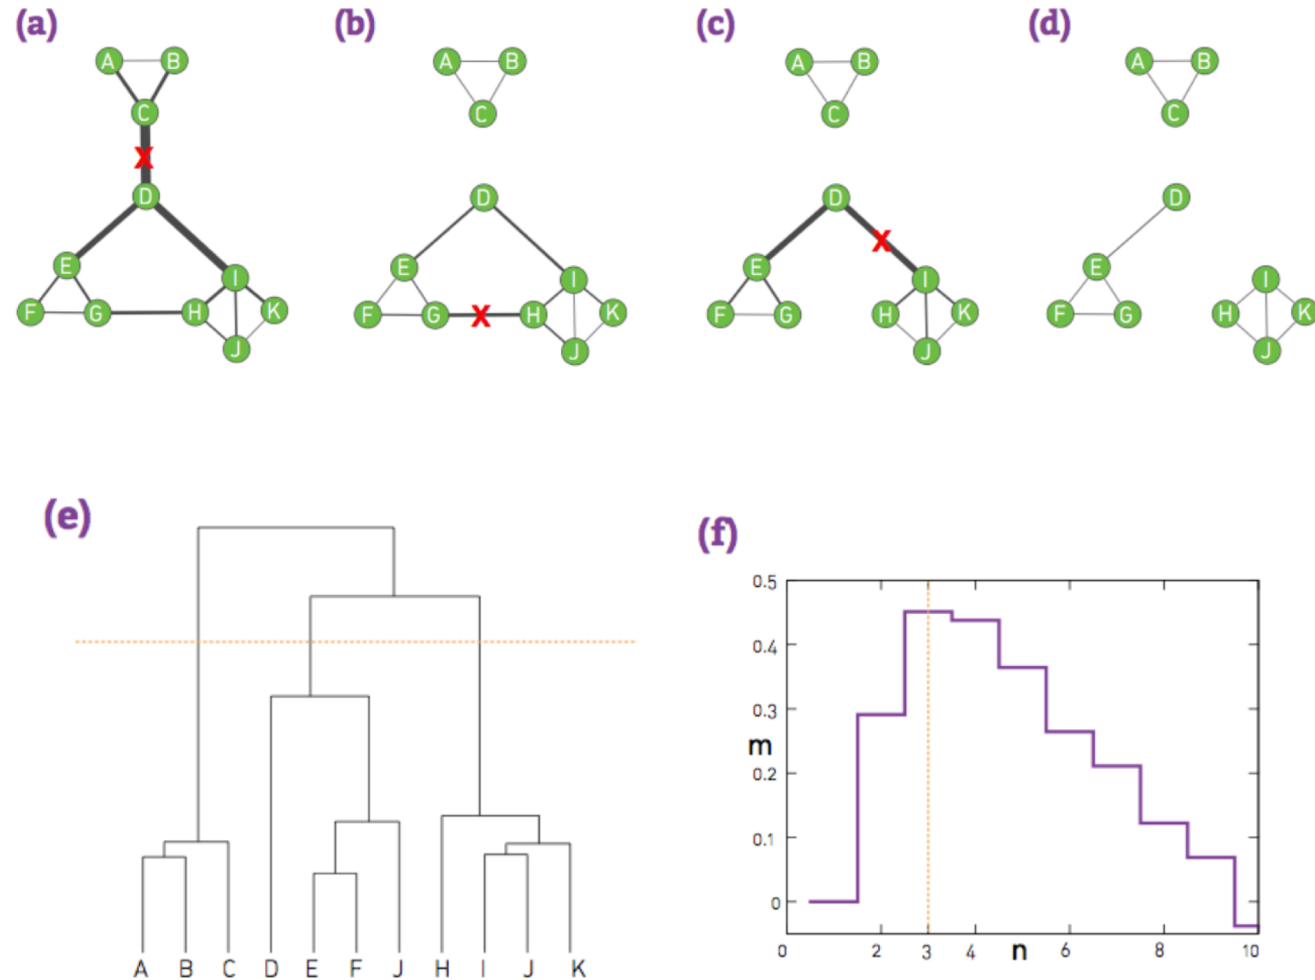 (a)
(b)
(c)
(d)
A B
C
X
D
E
I
F G H K
J
A B
C
D
E
I
F G X H K
J
A B
C
D
X
E
I
F G H K
J
A B
C
D
E
I
F G H K
J
(e)
A B C D E F J H I J K
(f)
0.5
0.4
0.3
m
0.2
0.1
0
0 2 3 4 n 6 8 10